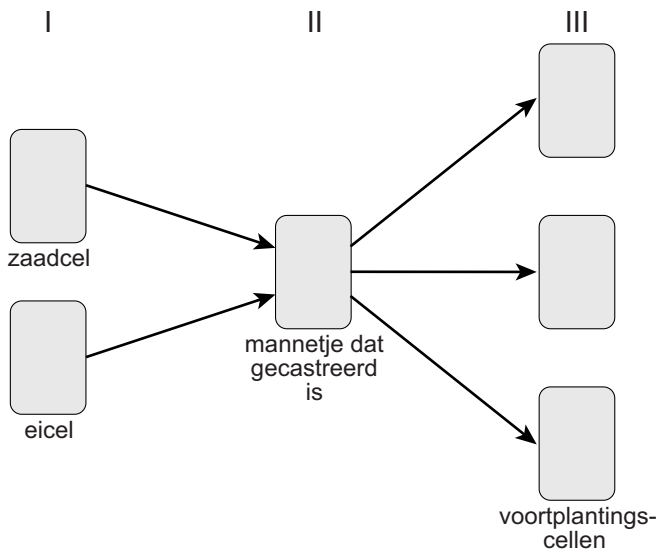 I
II
III
zaadcel
eicel
mannetje dat
gecastreerd
is
voortplantings-
cellen